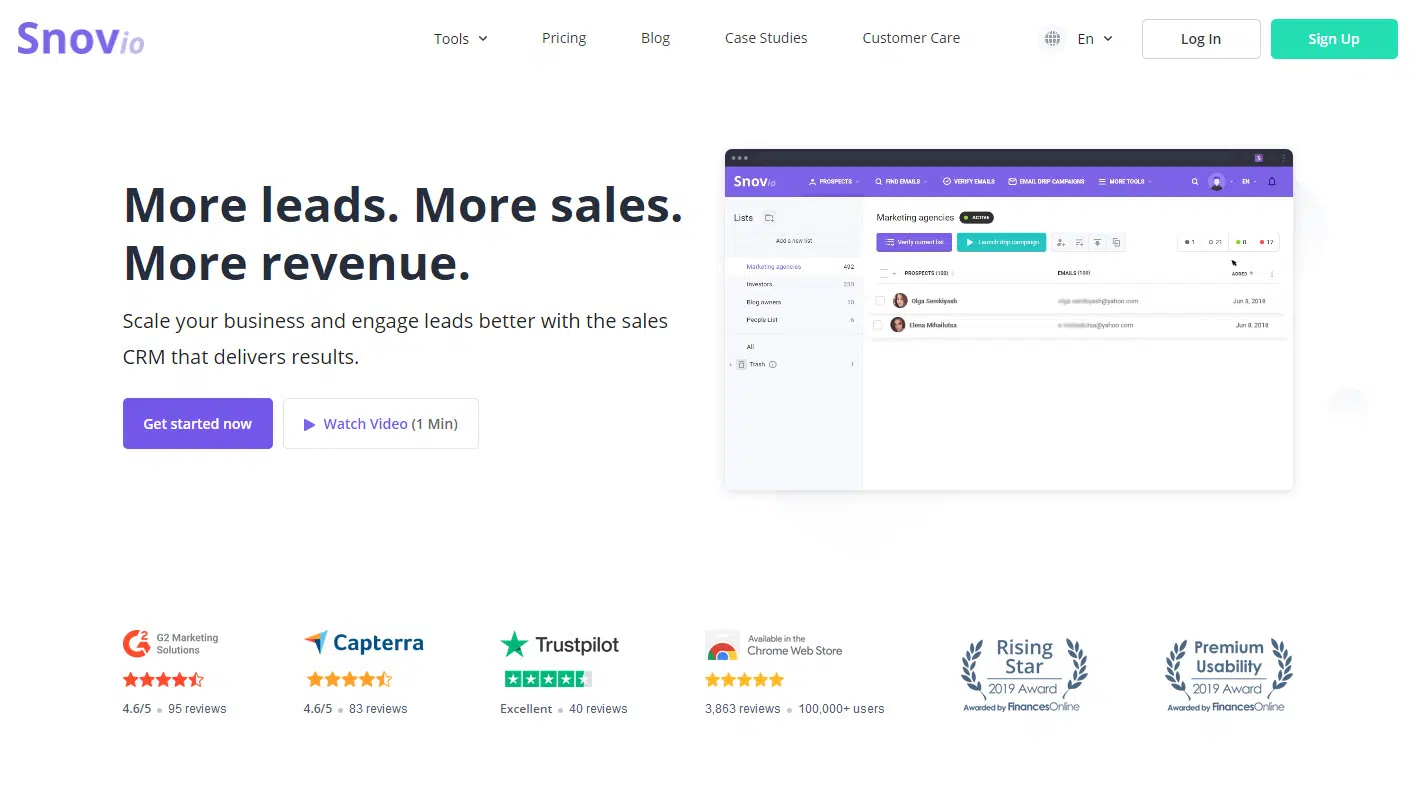 Snovio
Tools
Pricing
Blog
Case Studies
Customer Care
En
Log In
Sign Up
More leads. More sales.
More revenue.
Scale your business and engage leads better with the sales
CRM that delivers results.
Get started now
Watch Video (1 Min)
Snovio
PROSPECTS
FIND EMAILS
VERIFY EMAILS
EMAIL DRIP CAMPAIGNS
MORE TOOLS
EN
Lists
Add a new list
Marketing agencies 492
Investors 230
Blog owners 10
People List 6
All
Trash 1
Marketing agencies ACTIVE
Verify current list
Launch drip campaign
1 21 8 17
PROSPECTS (100) EMAILS (100) ADDED
Olga Semkiyash @yahoo.com Jun 8, 2018
Elena Mihailutsa @yahoo.com Jun 8, 2018
G2 Marketing
Solutions
4.6/5 95 reviews
Capterra
4.6/5 83 reviews
Trustpilot
Excellent 40 reviews
Available in the
Chrome Web Store
3,863 reviews 100,000+ users
Rising
Star
2019 Award
Awarded by FinancesOnline
Premium
Usability
2019 Award
Awarded by FinancesOnline